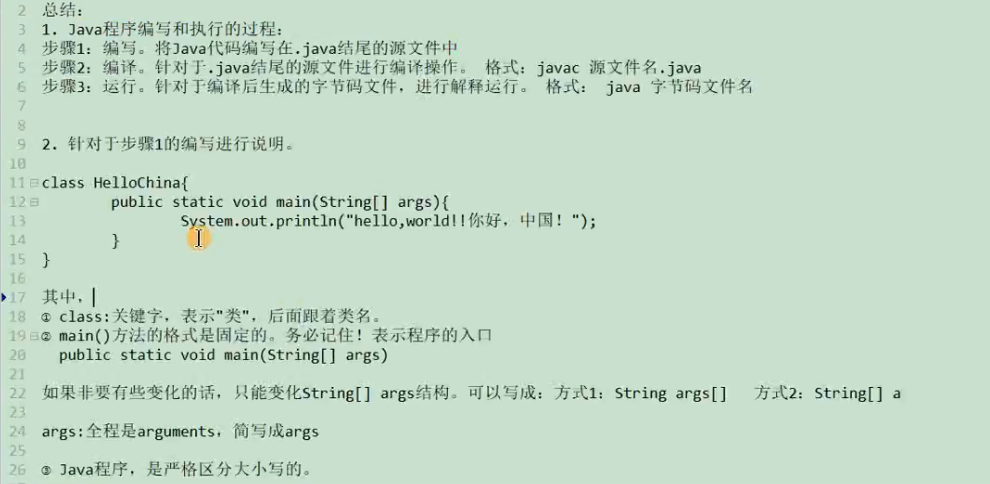 2 总结:
3 1. Java程序编写和执行的过程:
4 步骤1: 编写。将Java代码编写在.java结尾的源文件中
5 步骤2: 编译。针对于.java结尾的源文件进行编译操作。 格式: javac 源文件名.java
6 步骤3: 运行。针对于编译后生成的字节码文件，进行解释运行。 格式: java 字节码文件名
7
8
9 2. 针对于步骤1的编写进行说明。
10
11 class HelloChina{
12 public static void main(String[] args){
13 System.out.println("hello,world!!你好，中国！");
14 }
15 }
16
17 其中，
18 ① class:关键字，表示"类"，后面跟着类名。
19 ② main()方法的格式是固定的。务必记住！表示程序的入口
20 public static void main(String[] args)
21
22 如果非要有些变化的话，只能变化String[] args结构。可以写成: 方式1: String args[] 方式2: String[] a
23
24 args:全程是arguments，简写成args
25
26 ③ Java程序，是严格区分大小写的。